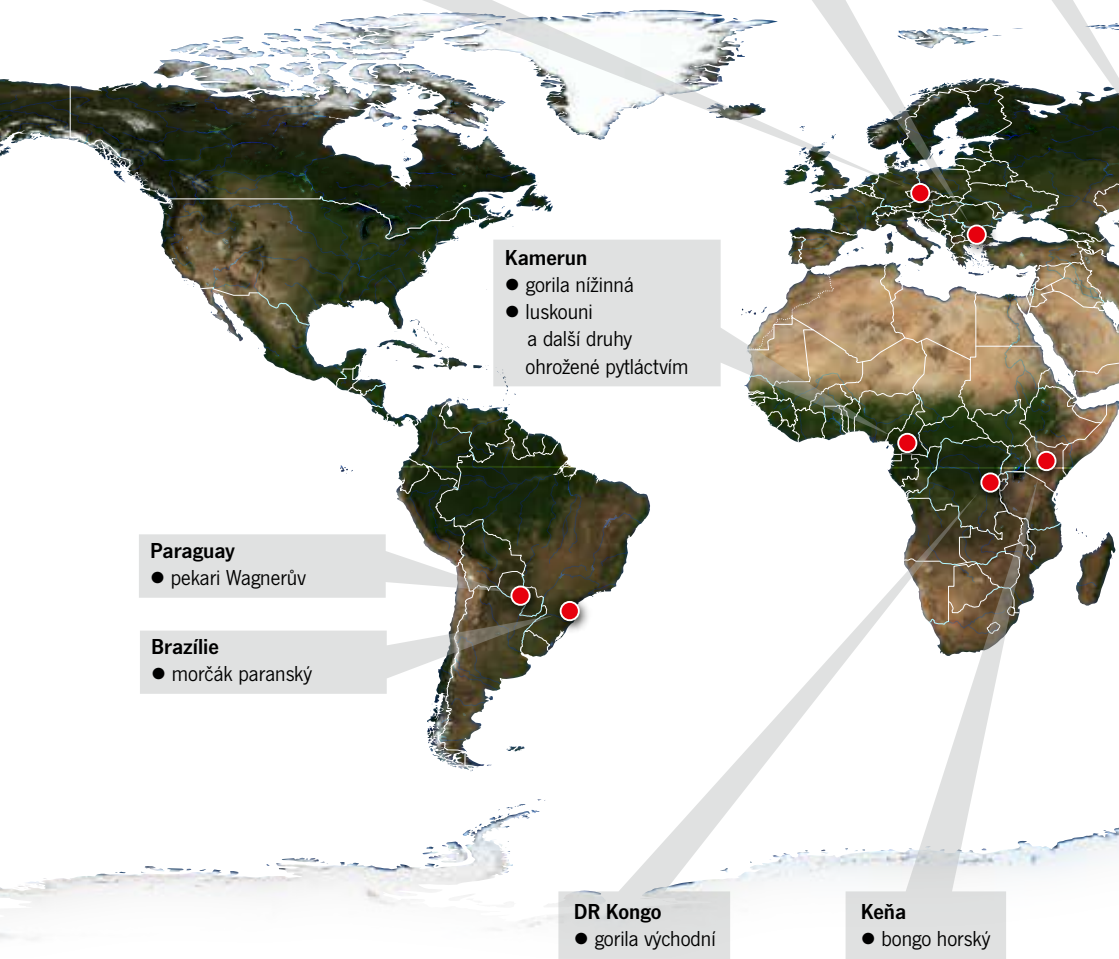 Kamerun
● gorila nížinná
● luskouni
a další druhy
ohrožené pytláctvím
Paraguay
● pekari Wagnerův
Brazílie
● morčák paranský
DR Kongo
● gorila východní
Keňa
● bongo horský